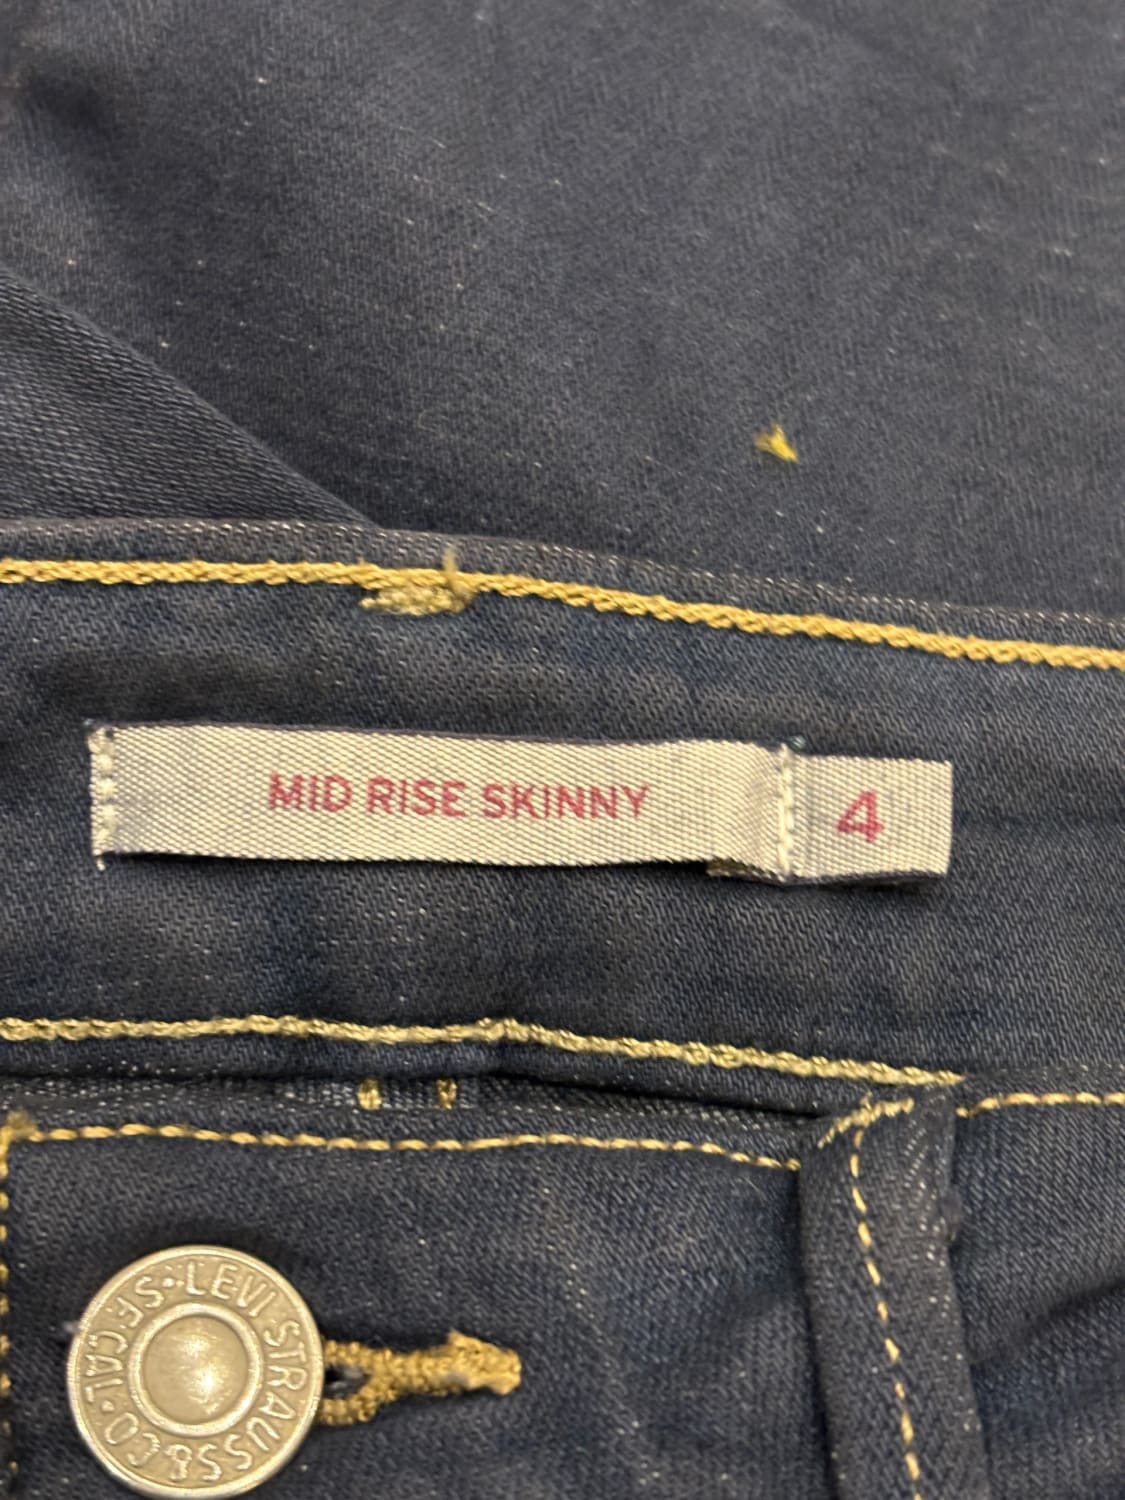 MID RISE SKINNY 4
LEVI STRAUSS & CO. S.F. CAL.